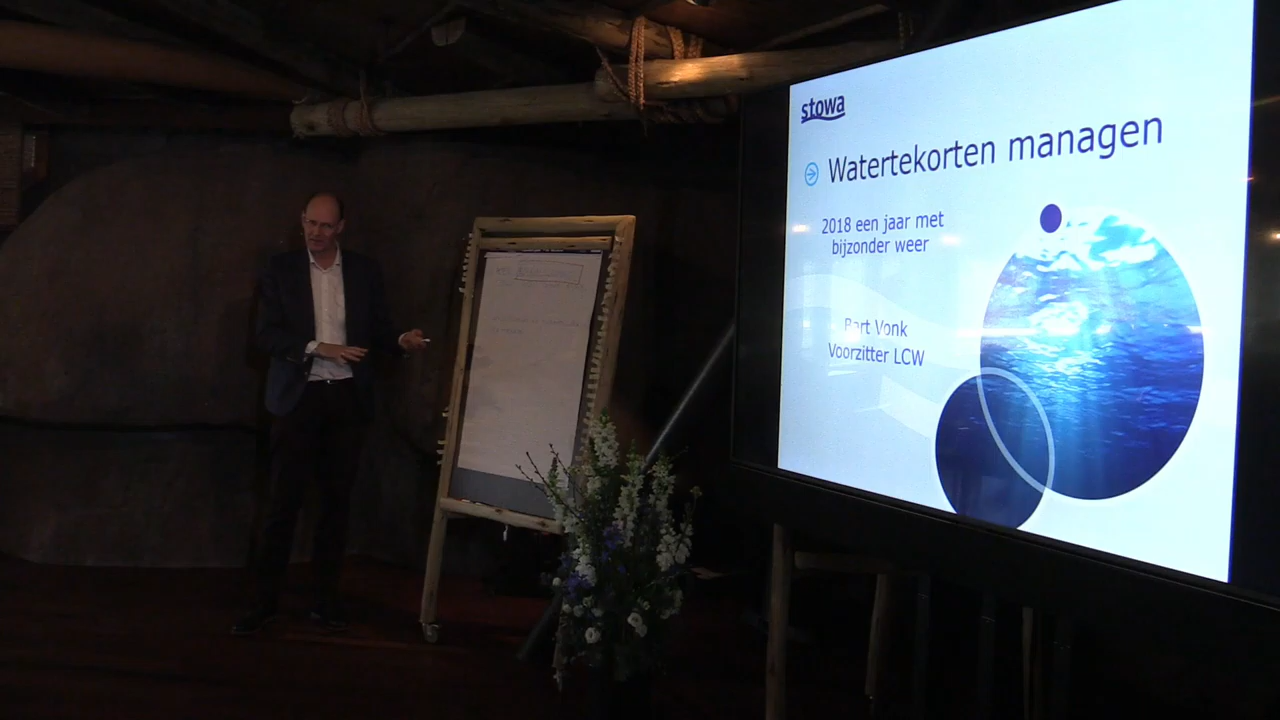 stowa
Watertekorten managen
2018 een jaar met
bijzonder weer
Bart Vonk
Voorzitter LCW